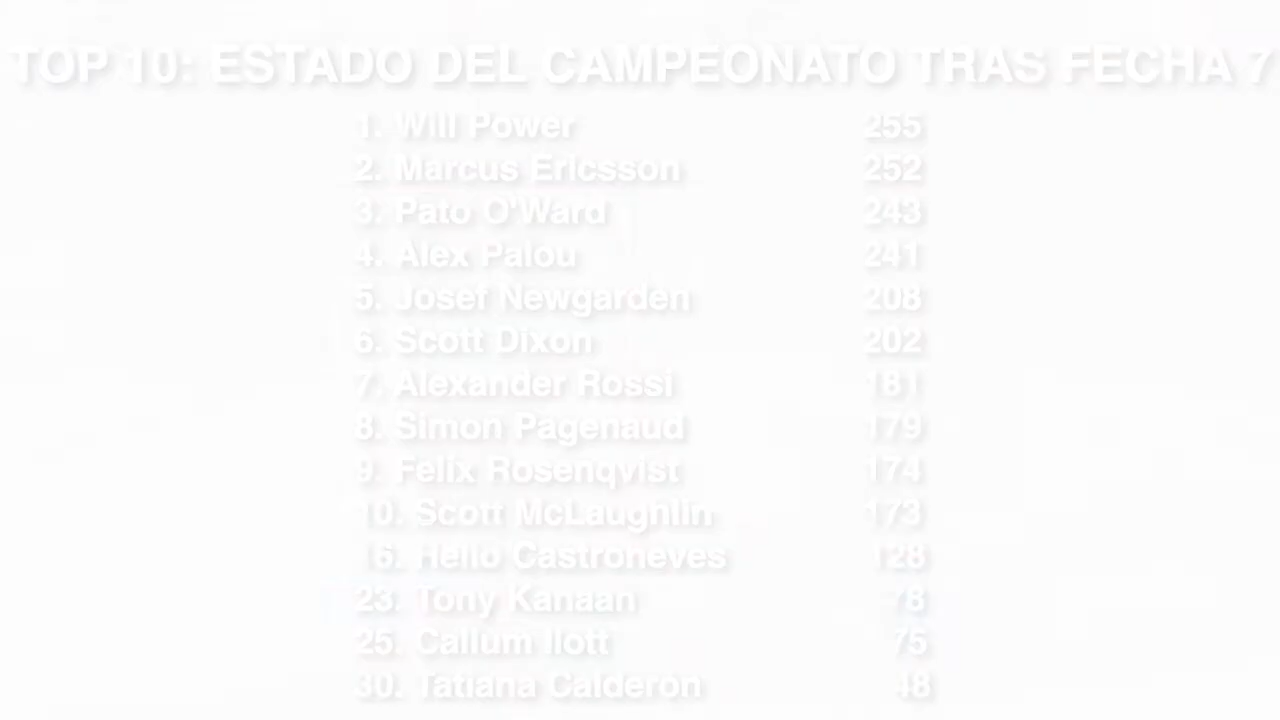 TOP 10: ESTADO DEL CAMPEONATO TRAS FECHA 7
1. Will Power 255
2. Marcus Ericsson 252
3. Pato O'Ward 243
4. Alex Palou 241
5. Josef Newgarden 208
6. Scott Dixon 202
7. Alexander Rossi 181
8. Simon Pagenaud 179
9. Felix Rosenqvist 174
10. Scott McLaughlin 173
16. Helio Castroneves 128
23. Tony Kanaan 78
25. Callum Ilott 75
30. Tatiana Calderon 48